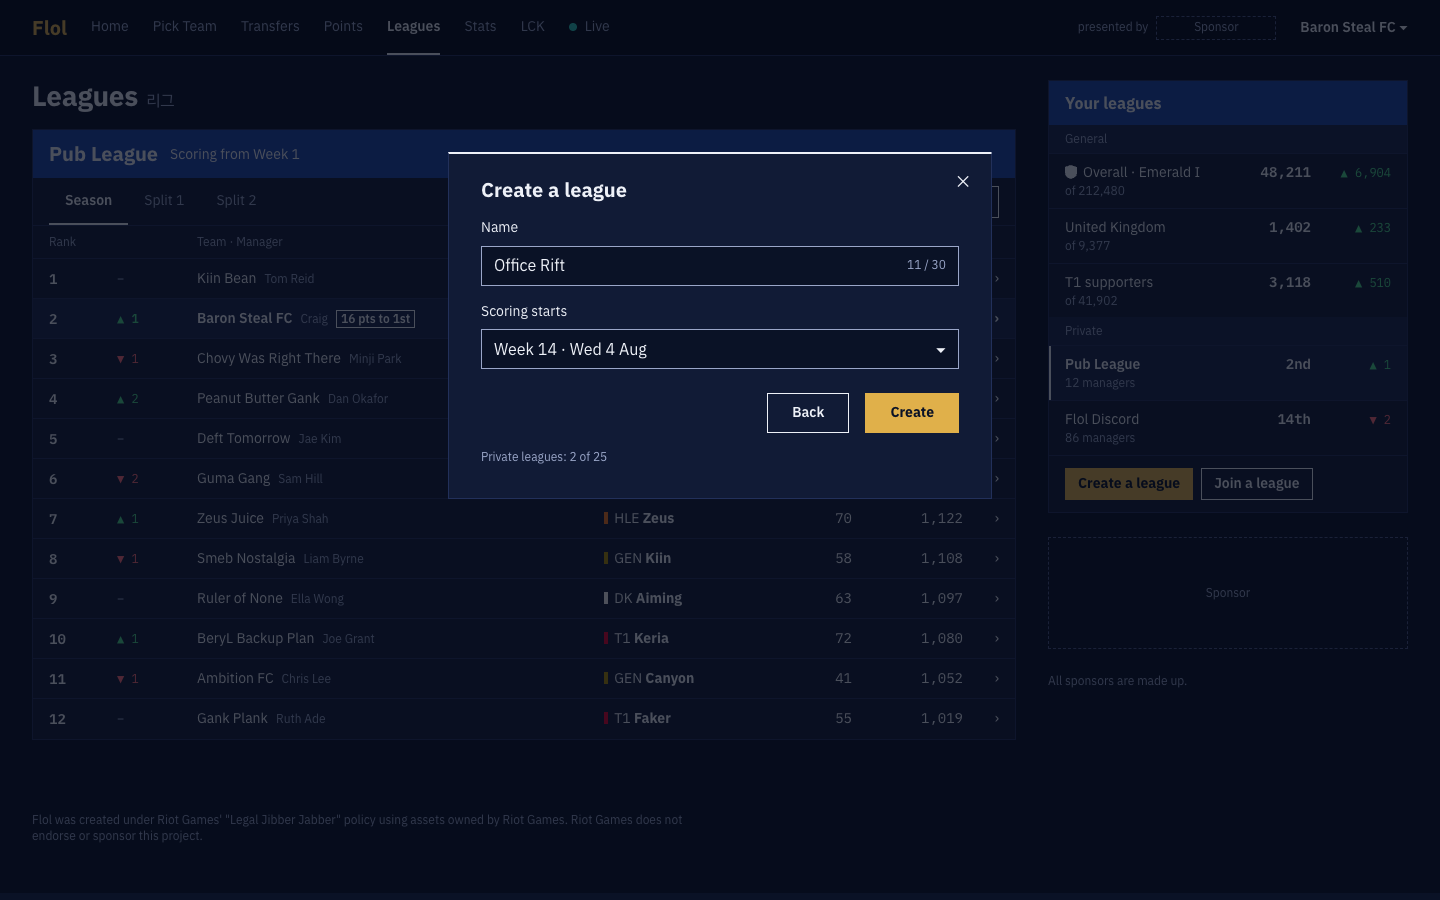 Flol Home Pick Team Transfers Points Leagues Stats LCK Live presented by Sponsor Baron Steal FC
Leagues 리그
Pub League Scoring from Week 1
Season Split 1 Split 2
Rank Team · Manager
1 – Kiin Bean Tom Reid ›
2 ▲ 1 Baron Steal FC Craig 16 pts to 1st ›
3 ▼ 1 Chovy Was Right There Minji Park ›
4 ▲ 2 Peanut Butter Gank Dan Okafor ›
5 – Deft Tomorrow Jae Kim ›
6 ▼ 2 Guma Gang Sam Hill ›
7 ▲ 1 Zeus Juice Priya Shah HLE Zeus 70 1,122 ›
8 ▼ 1 Smeb Nostalgia Liam Byrne GEN Kiin 58 1,108 ›
9 – Ruler of None Ella Wong DK Aiming 63 1,097 ›
10 ▲ 1 BeryL Backup Plan Joe Grant T1 Keria 72 1,080 ›
11 ▼ 1 Ambition FC Chris Lee GEN Canyon 41 1,052 ›
12 – Gank Plank Ruth Ade T1 Faker 55 1,019 ›
Create a league
Name
Office Rift 11 / 30
Scoring starts
Week 14 · Wed 4 Aug
Back Create
Private leagues: 2 of 25
Your leagues
General
Overall · Emerald I 48,211 ▲ 6,904
of 212,480
United Kingdom 1,402 ▲ 233
of 9,377
T1 supporters 3,118 ▲ 510
of 41,902
Private
Pub League 2nd ▲ 1
12 managers
Flol Discord 14th ▼ 2
86 managers
Create a league Join a league
Sponsor
All sponsors are made up.
Flol was created under Riot Games' "Legal Jibber Jabber" policy using assets owned by Riot Games. Riot Games does not
endorse or sponsor this project.